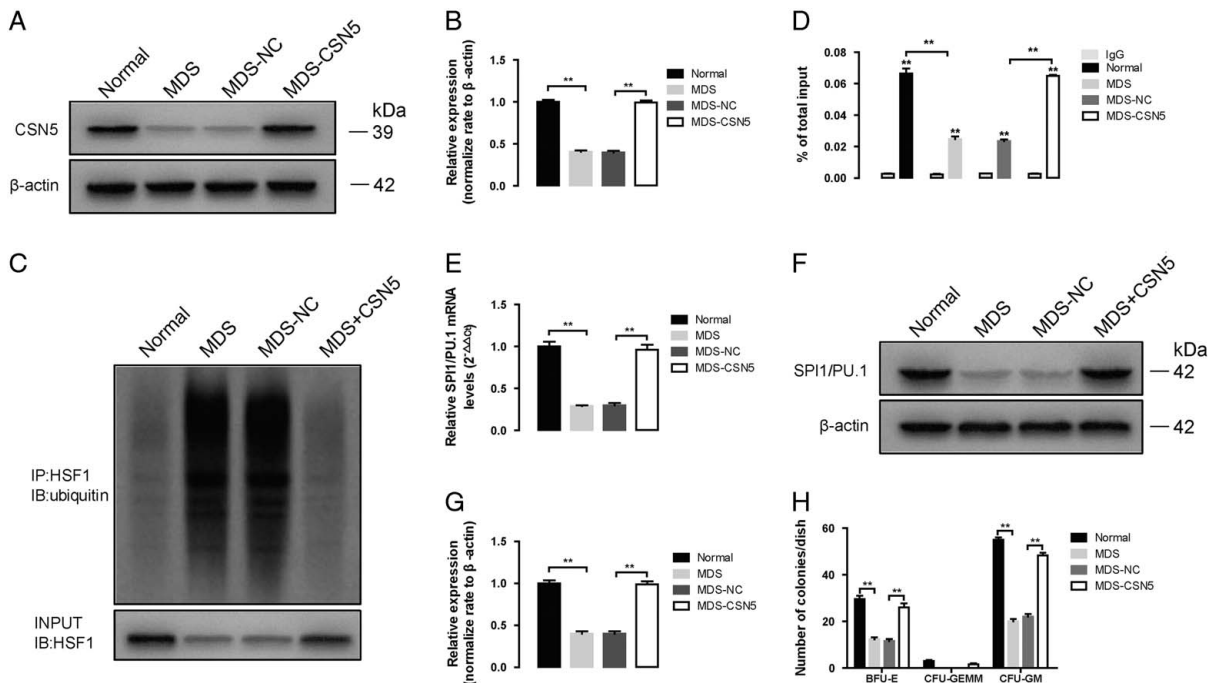 A
Normal
MDS
MDS-NC
MDS-CSN5
kDa
CSN5
39
β-actin
42
B
Relative expression
(normalize rate to β -actin)
1.5
1.0
0.5
0.0
**
**
Normal
MDS
MDS-NC
MDS-CSN5
D
% of total input
0.08
0.06
0.04
0.02
0.00
**
**
**
**
**
**
IgG
Normal
MDS
MDS-NC
MDS-CSN5
C
Normal
MDS
MDS-NC
MDS+CSN5
IP:HSF1
IB:ubiquitin
INPUT
IB:HSF1
E
Relative SPI1/PU.1 mRNA
levels (2-ΔΔct)
1.5
1.0
0.5
0.0
**
**
Normal
MDS
MDS-NC
MDS-CSN5
F
Normal
MDS
MDS-NC
MDS+CSN5
kDa
SPI1/PU.1
42
β-actin
42
G
Relative expression
(normalize rate to β -actin)
1.5
1.0
0.5
0.0
**
**
Normal
MDS
MDS-NC
MDS-CSN5
H
Number of colonies/dish
60
40
20
0
**
**
**
**
BFU-E
CFU-GEMM
CFU-GM
Normal
MDS
MDS-NC
MDS-CSN5